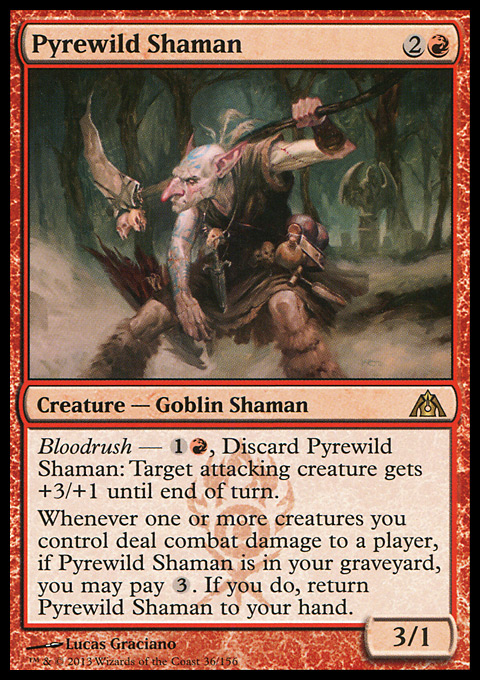 Pyrewild Shaman 2
Creature — Goblin Shaman
Bloodrush — 1, Discard Pyrewild
Shaman: Target attacking creature gets
+3/+1 until end of turn.
Whenever one or more creatures you
control deal combat damage to a player,
if Pyrewild Shaman is in your graveyard,
you may pay 3. If you do, return
Pyrewild Shaman to your hand.
Lucas Graciano
3/1
™ & © 2013 Wizards of the Coast 36/156